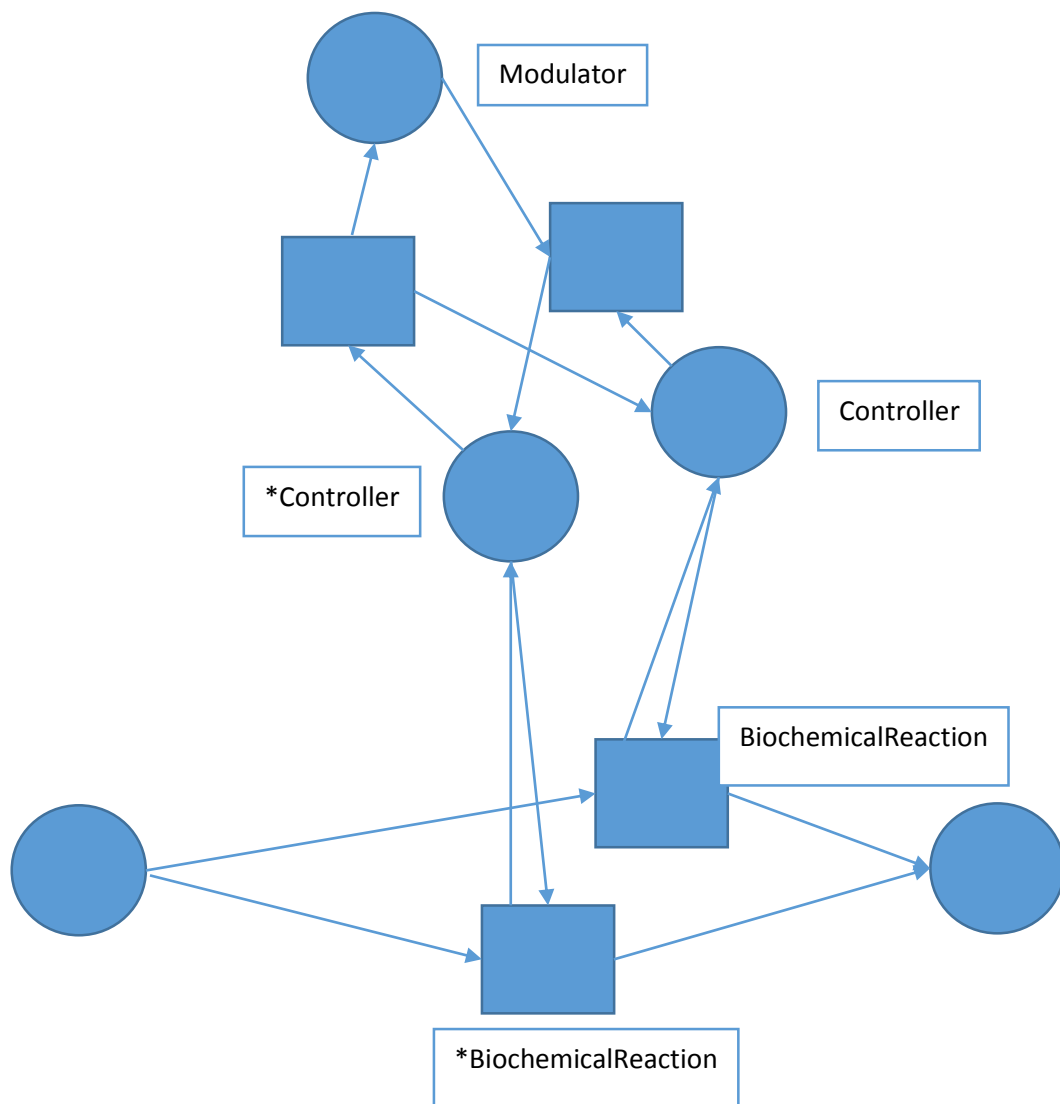 Modulator
Controller
*Controller
BiochemicalReaction
*BiochemicalReaction